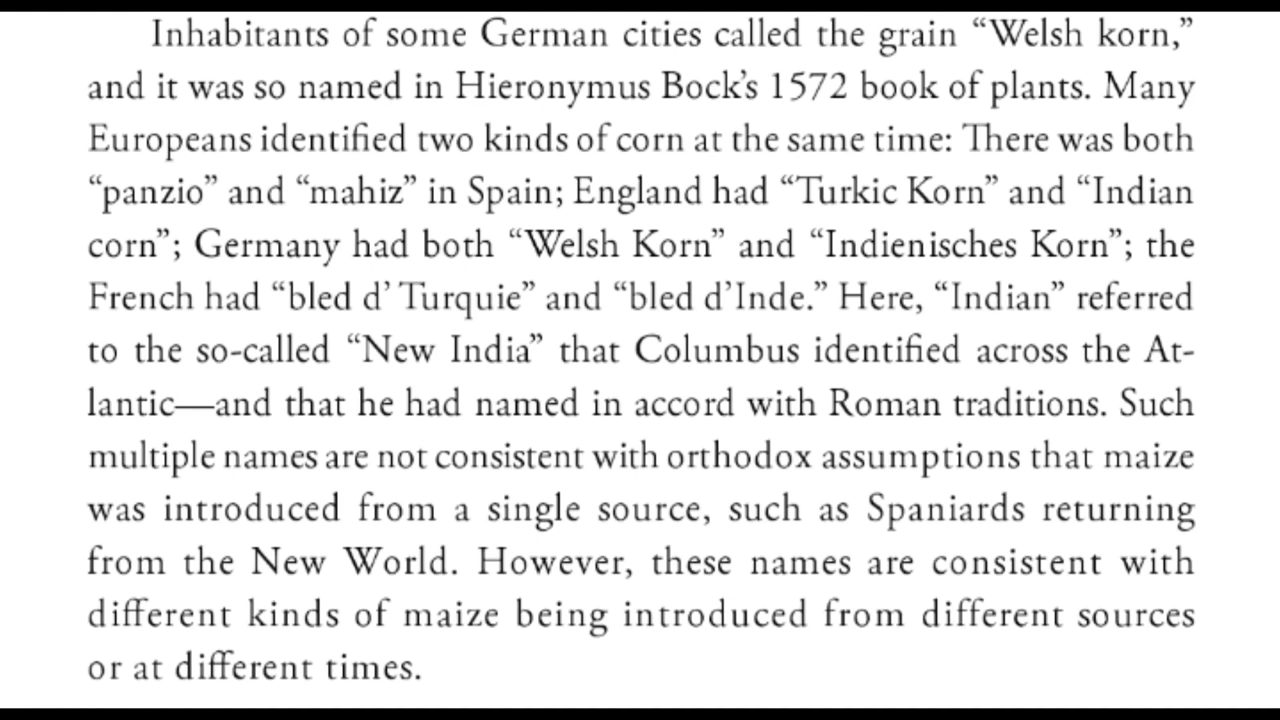 Inhabitants of some German cities called the grain “Welsh korn,”
and it was so named in Hieronymus Bock’s 1572 book of plants. Many
Europeans identified two kinds of corn at the same time: There was both
“panzio” and “mahiz” in Spain; England had “Turkic Korn” and “Indian
corn”; Germany had both “Welsh Korn” and “Indienisches Korn”; the
French had “bled d’ Turquie” and “bled d’Inde.” Here, “Indian” referred
to the so-called “New India” that Columbus identified across the At-
lantic—and that he had named in accord with Roman traditions. Such
multiple names are not consistent with orthodox assumptions that maize
was introduced from a single source, such as Spaniards returning
from the New World. However, these names are consistent with
different kinds of maize being introduced from different sources
or at different times.